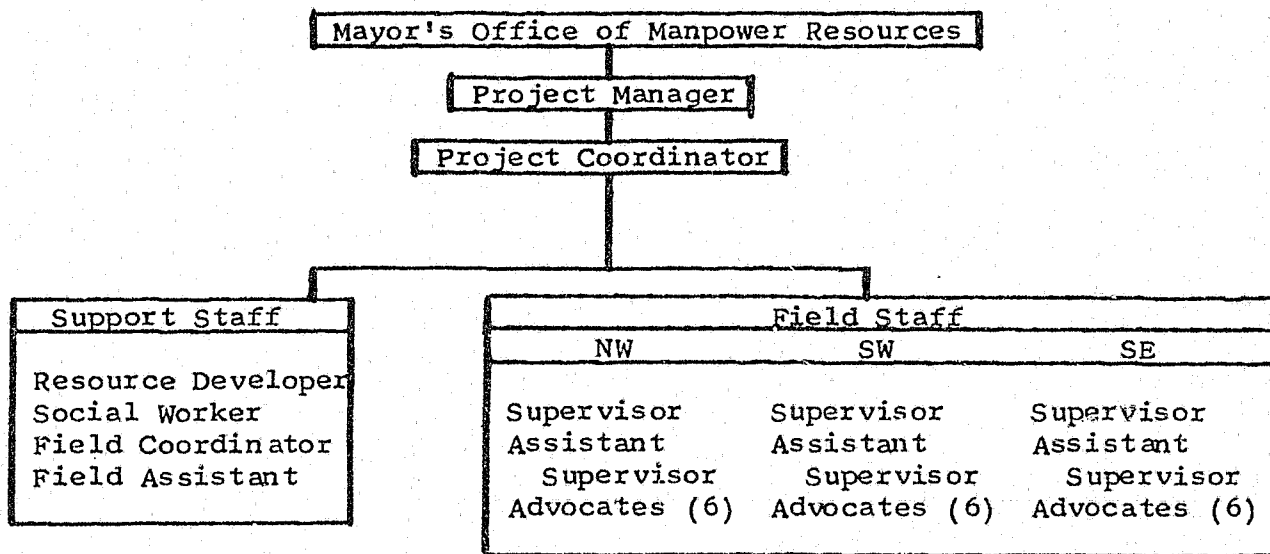 Mayor's Office of Manpower Resources
Project Manager
Project Coordinator
Support Staff
Resource Developer
Social Worker
Field Coordinator
Field Assistant
Field Staff
NW SW SE
Supervisor Supervisor Supervisor
Assistant Assistant Assistant
Supervisor Supervisor Supervisor
Advocates (6) Advocates (6) Advocates (6)